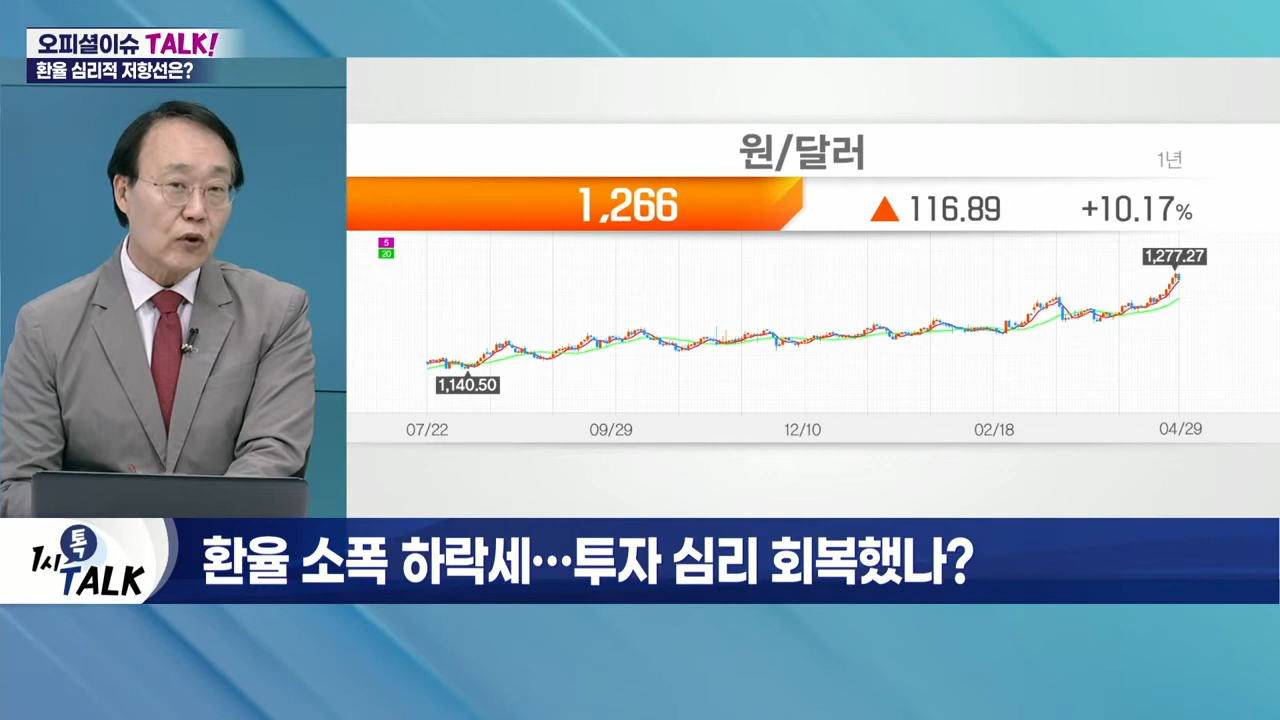 오피셜이슈 TALK!
환율 심리적 저항선은?
원/달러
1년
1,266
▲ 116.89
+10.17%
5
20
1,277.27
1,140.50
07/22
09/29
12/10
02/18
04/29
1시톡 TALK
환율 소폭 하락세…투자 심리 회복했나?